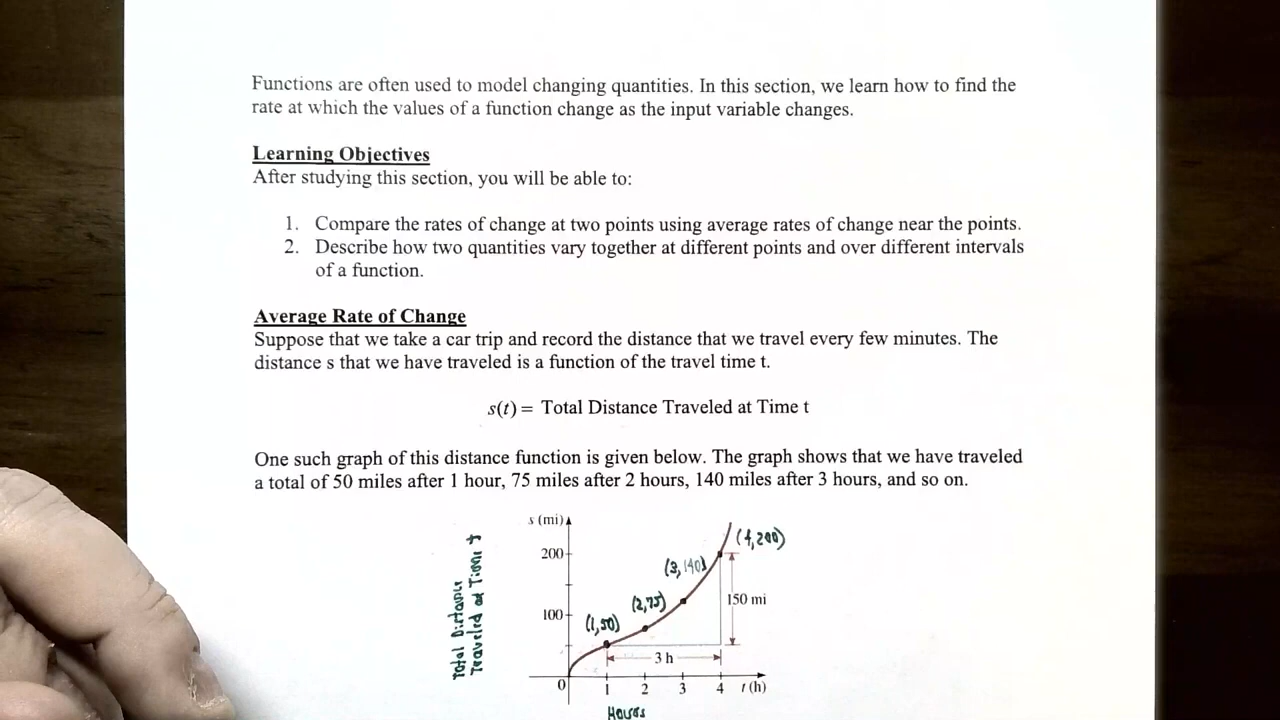 Functions are often used to model changing quantities. In this section, we learn how to find the
rate at which the values of a function change as the input variable changes.
Learning Objectives
After studying this section, you will be able to:
1. Compare the rates of change at two points using average rates of change near the points.
2. Describe how two quantities vary together at different points and over different intervals
of a function.
Average Rate of Change
Suppose that we take a car trip and record the distance that we travel every few minutes. The
distance s that we have traveled is a function of the travel time t.
s(t) = Total Distance Traveled at Time t
One such graph of this distance function is given below. The graph shows that we have traveled
a total of 50 miles after 1 hour, 75 miles after 2 hours, 140 miles after 3 hours, and so on.
s (mi)
200
100
0
1 2 3 4 t (h)
(1,50)
(2,75)
(3,140)
(4,200)
150 mi
3 h
Total Distance
Traveled at Time t
Hours